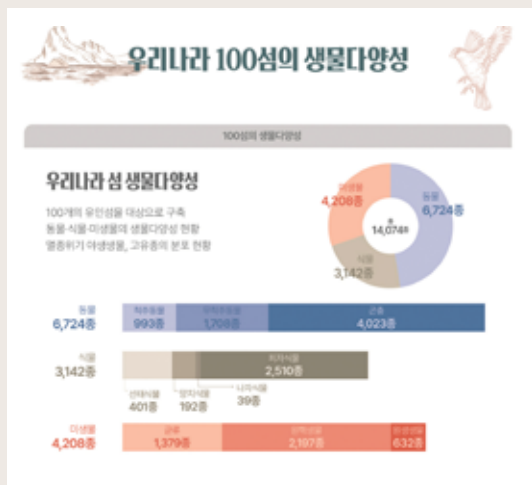 우리나라 100섬의 생물다양성
100섬의 생물다양성
우리나라 섬 생물다양성
100개의 유인섬을 대상으로 구축
동물·식물·미생물의 생물다양성 현황
멸종위기 야생생물, 고유종의 분포 현황
미생물
4,208종
동물
6,724종
총
14,074종
식물
3,142종
동물
6,724종
척추동물
993종
무척추동물
1,708종
곤충
4,023종
식물
3,142종
피자식물
2,510종
선태식물
401종
양치식물
192종
나자식물
39종
미생물
4,208종
균류
1,379종
2,197종
원생생물
632종